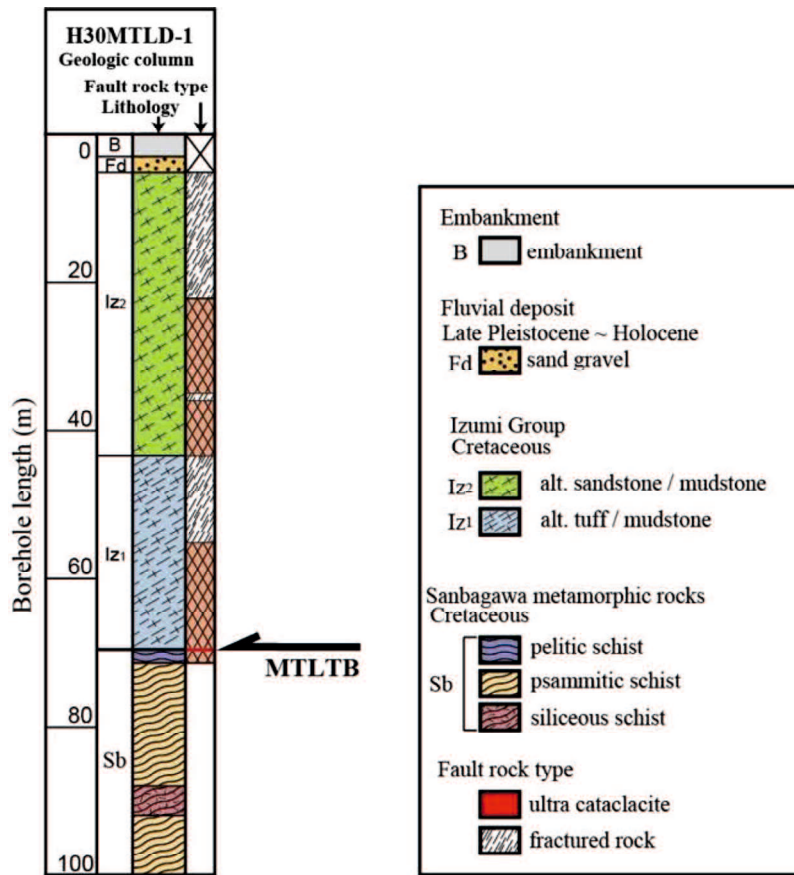 H30MTLD-1
Geologic column
Fault rock type
Lithology
0
20
40
60
80
100
Borehole length (m)
B
Fd
Iz2
Iz1
Sb
MTLTB
Embankment
B embankment
Fluvial deposit
Late Pleistocene ~ Holocene
Fd sand gravel
Izumi Group
Cretaceous
Iz2 alt. sandstone / mudstone
Iz1 alt. tuff / mudstone
Sanbagawa metamorphic rocks
Cretaceous
Sb
pelitic schist
psammitic schist
siliceous schist
Fault rock type
ultra cataclacite
fractured rock